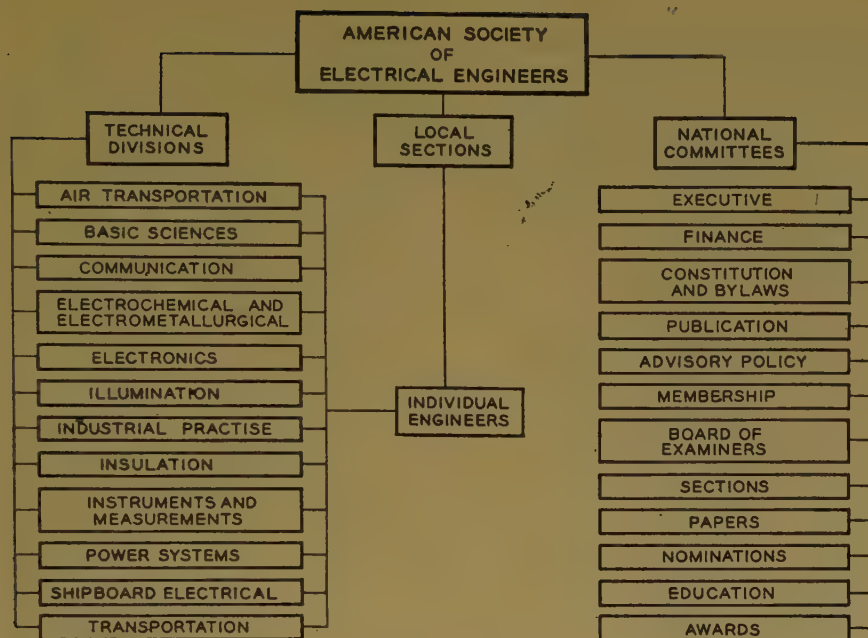 AMERICAN SOCIETY
OF
ELECTRICAL ENGINEERS
TECHNICAL
DIVISIONS
LOCAL
SECTIONS
NATIONAL
COMMITTEES
AIR TRANSPORTATION
BASIC SCIENCES
COMMUNICATION
ELECTROCHEMICAL AND
ELECTROMETALLURGICAL
ELECTRONICS
ILLUMINATION
INDUSTRIAL PRACTISE
INSULATION
INSTRUMENTS AND
MEASUREMENTS
POWER SYSTEMS
SHIPBOARD ELECTRICAL
TRANSPORTATION
INDIVIDUAL
ENGINEERS
EXECUTIVE
FINANCE
CONSTITUTION
AND BYLAWS
PUBLICATION
ADVISORY POLICY
MEMBERSHIP
BOARD OF
EXAMINERS
SECTIONS
PAPERS
NOMINATIONS
EDUCATION
AWARDS